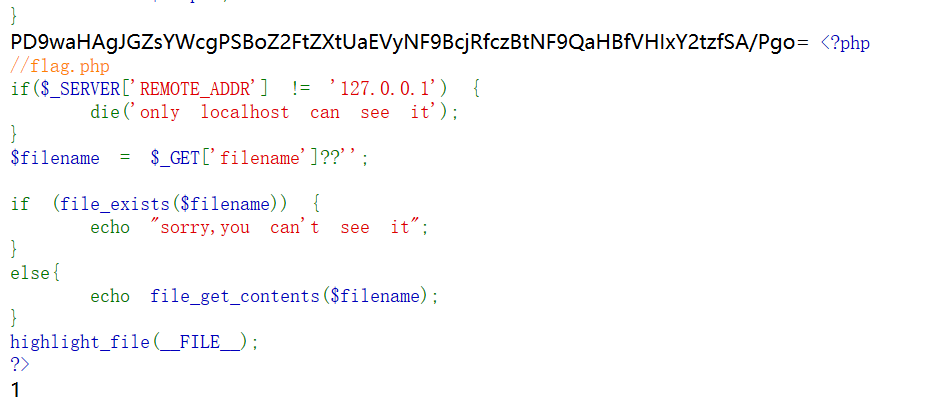 }
PD9waHAgJGZsYWcgPSBoZ2FtZXtUaEVyNF9BcjRfczBtNF9QaHBfVHIxY2tzfSA/Pgo= <?php
//flag.php
if($_SERVER['REMOTE_ADDR'] != '127.0.0.1') {
die('only localhost can see it');
}
$filename = $_GET['filename']??'';
if (file_exists($filename)) {
echo "sorry,you can't see it";
}
else{
echo file_get_contents($filename);
}
highlight_file(__FILE__);
?>
1